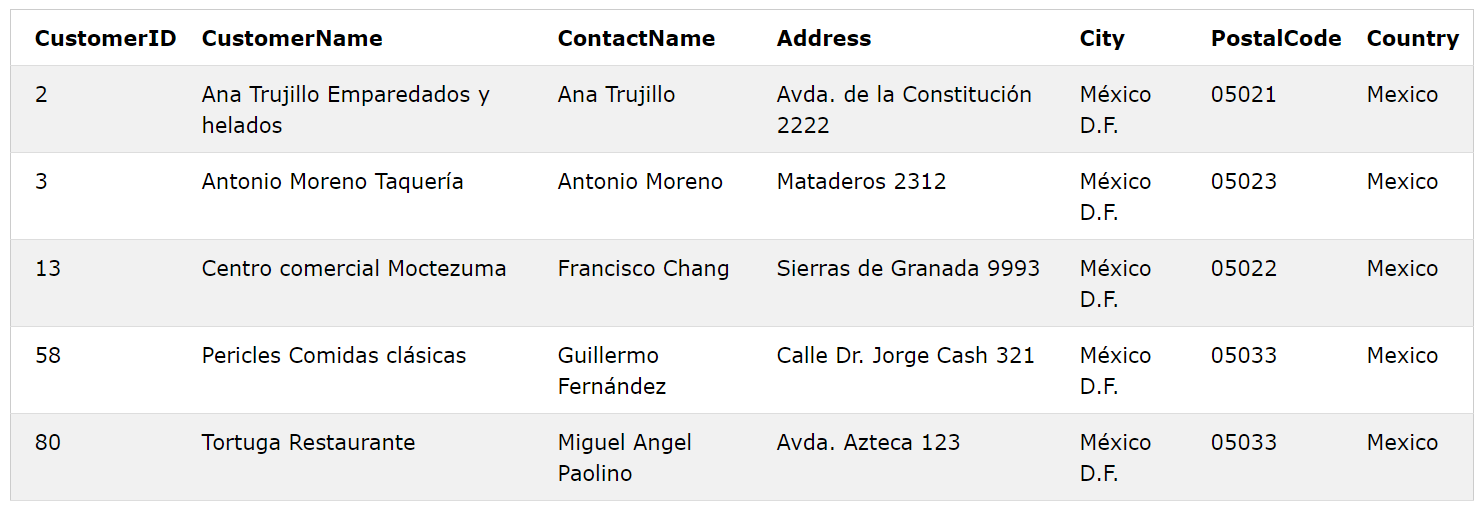 CustomerID CustomerName ContactName Address City PostalCode Country
2 Ana Trujillo Emparedados y Ana Trujillo Avda. de la Constitución México 05021 Mexico
helados 2222 D.F.
3 Antonio Moreno Taquería Antonio Moreno Mataderos 2312 México 05023 Mexico
D.F.
13 Centro comercial Moctezuma Francisco Chang Sierras de Granada 9993 México 05022 Mexico
D.F.
58 Pericles Comidas clásicas Guillermo Calle Dr. Jorge Cash 321 México 05033 Mexico
Fernández D.F.
80 Tortuga Restaurante Miguel Angel Avda. Azteca 123 México 05033 Mexico
Paolino D.F.